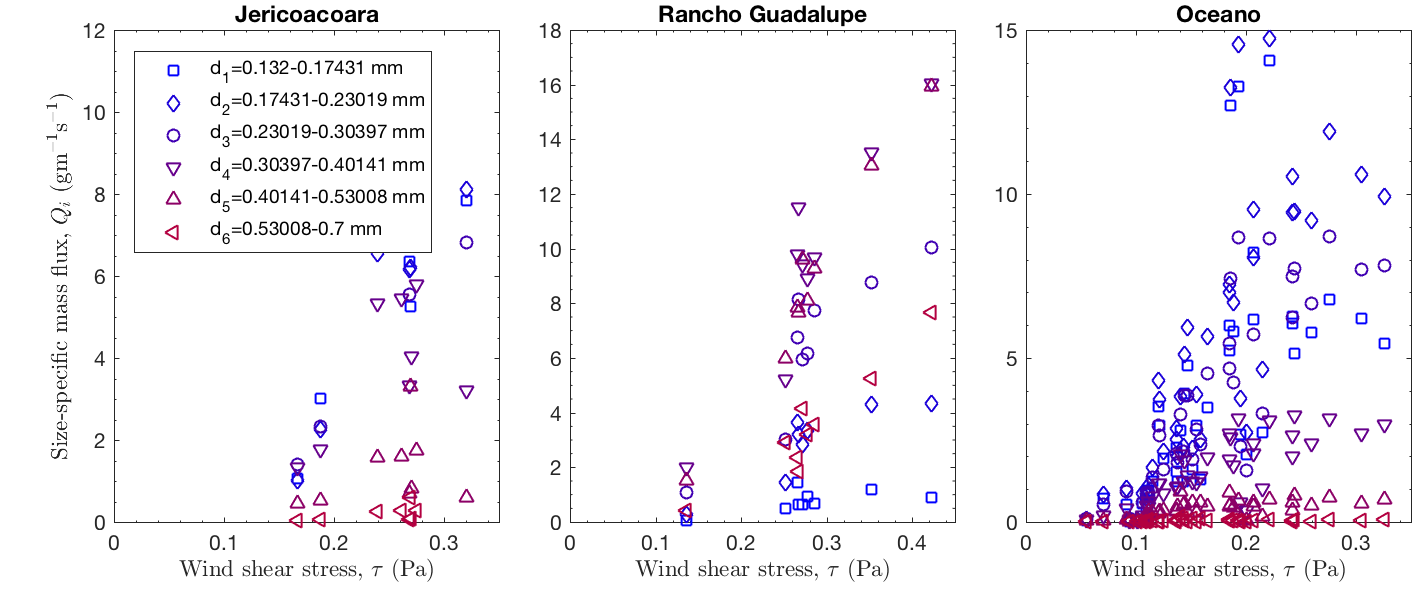 Jericoacoara
Rancho Guadalupe
Oceano
Size-specific mass flux, Qᵢ (gm⁻¹s⁻¹)
12
10
8
6
4
2
0
d₁=0.132-0.17431 mm
d₂=0.17431-0.23019 mm
d₃=0.23019-0.30397 mm
d₄=0.30397-0.40141 mm
d₅=0.40141-0.53008 mm
d₆=0.53008-0.7 mm
0 0.1 0.2 0.3
Wind shear stress, τ (Pa)
18
16
14
12
10
8
6
4
2
0
0 0.1 0.2 0.3 0.4
Wind shear stress, τ (Pa)
15
10
5
0
0 0.1 0.2 0.3
Wind shear stress, τ (Pa)